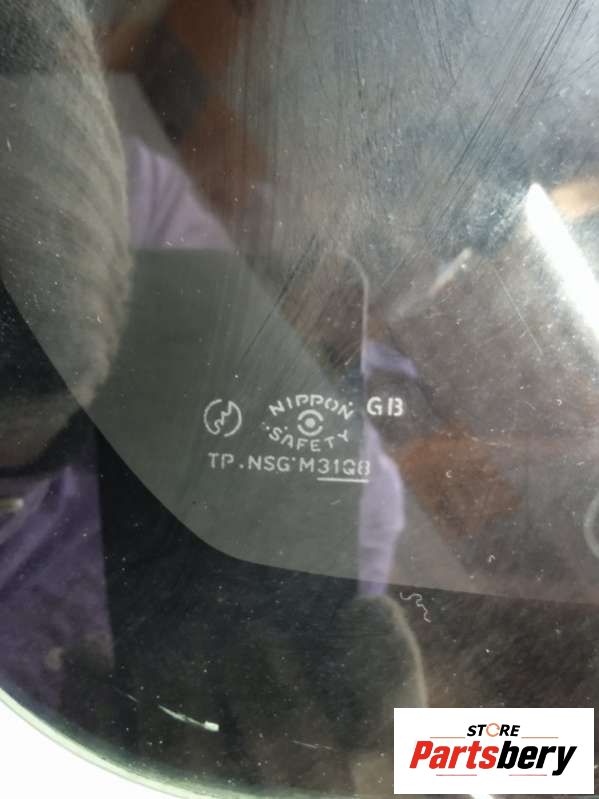 NIPPON GB
SAFETY
TP.NSG M31Q8
STORE
Partsbery